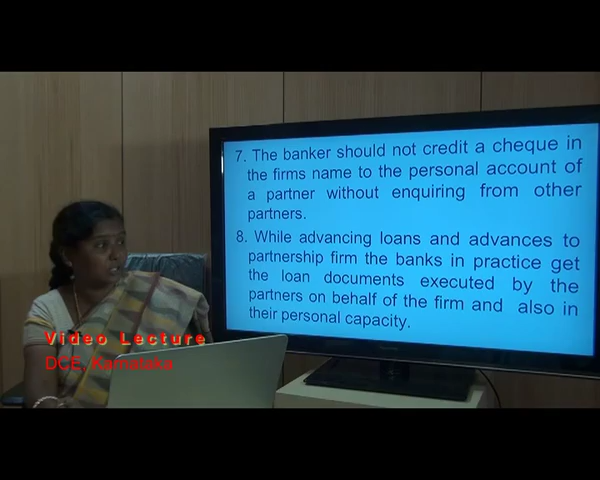 7. The banker should not credit a cheque in
the firms name to the personal account of
a partner without enquiring from other
partners.
8. While advancing loans and advances to
partnership firm the banks in practice get
the loan documents executed by the
partners on behalf of the firm and also in
their personal capacity.
Video Lecture
DCE, Karnataka